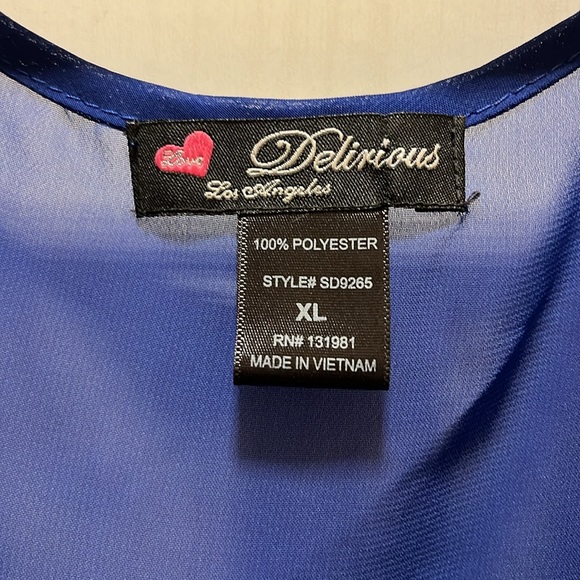 Love Delirious
Los Angeles
100% POLYESTER
STYLE# SD9265
XL
RN# 131981
MADE IN VIETNAM